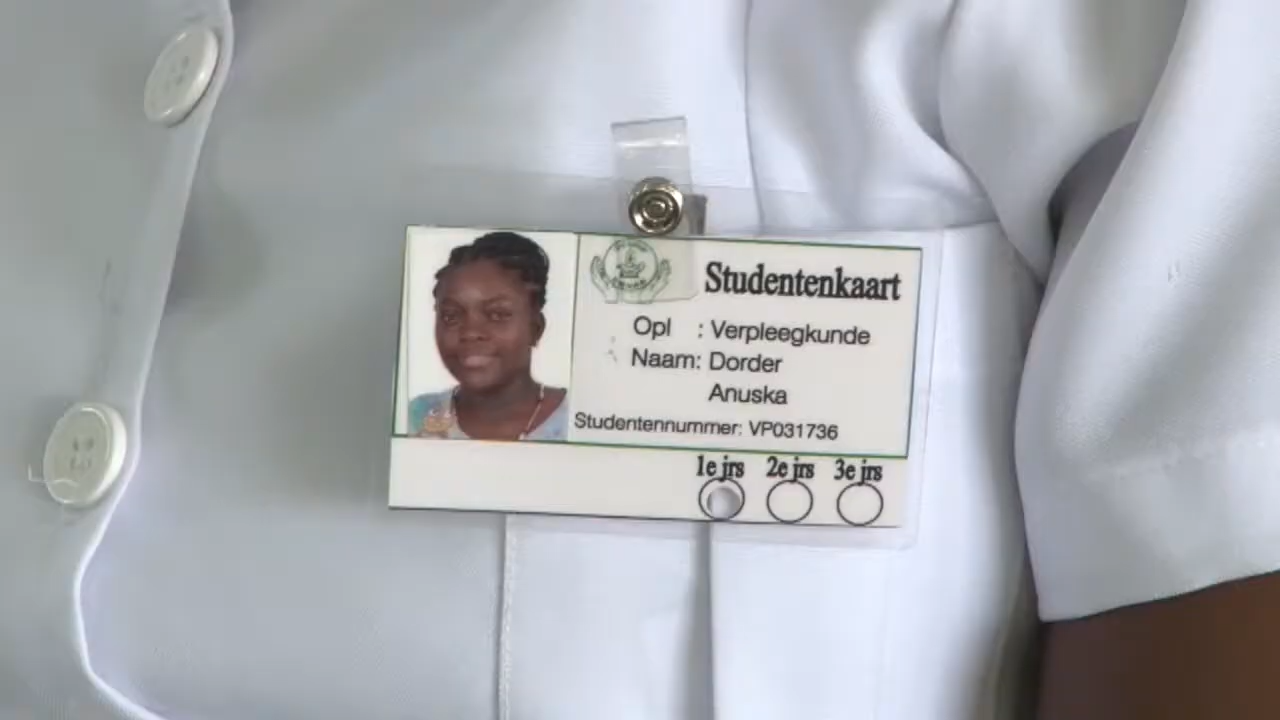 Studentenkaart
Opl : Verpleegkunde
Naam: Dorder
Anuska
Studentennummer: VP031736
1e jrs 2e jrs 3e jrs